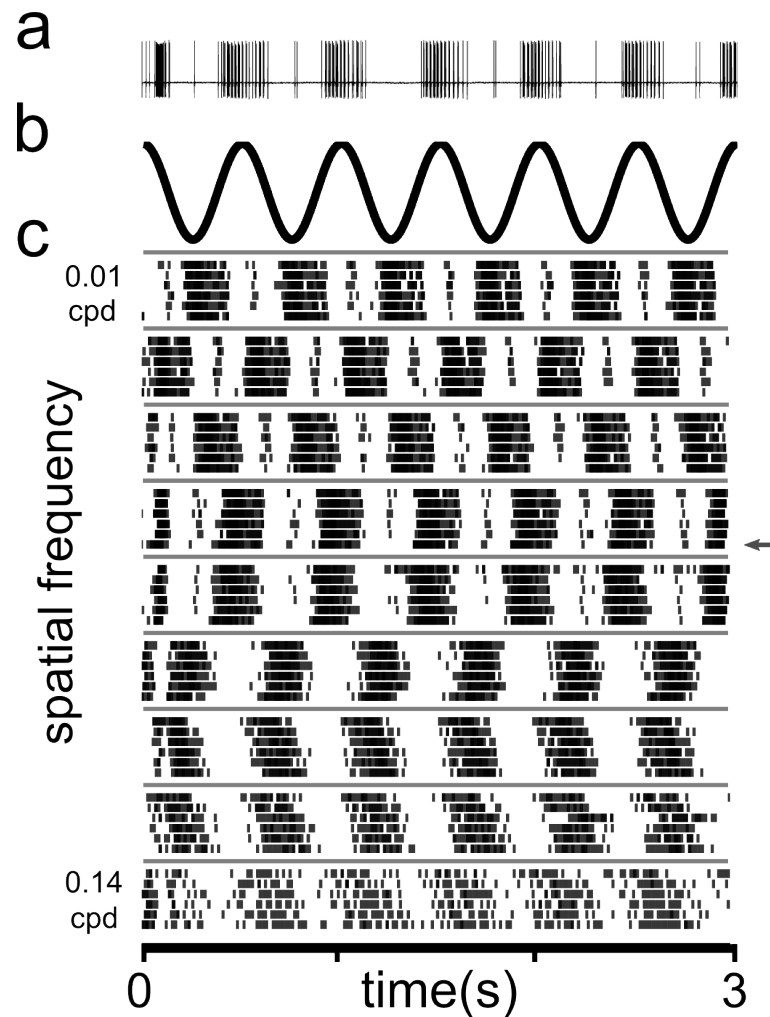 a
b
c
0.01
cpd
spatial frequency
0.14
cpd
0
time(s)
3